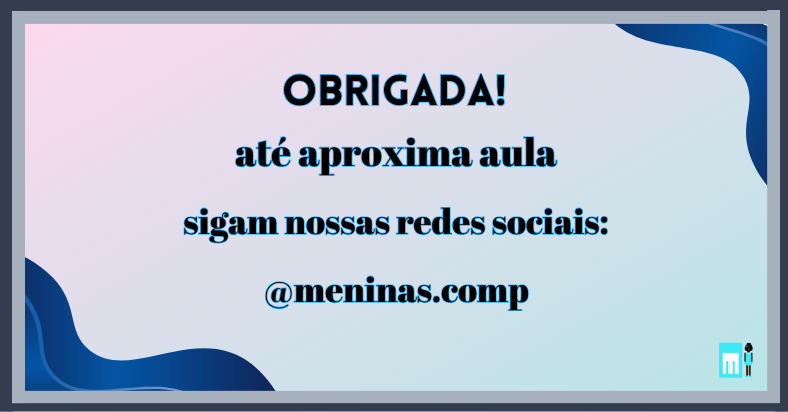 OBRIGADA!
até aproxima aula
sigam nossas redes sociais:
@meninas.comp
m